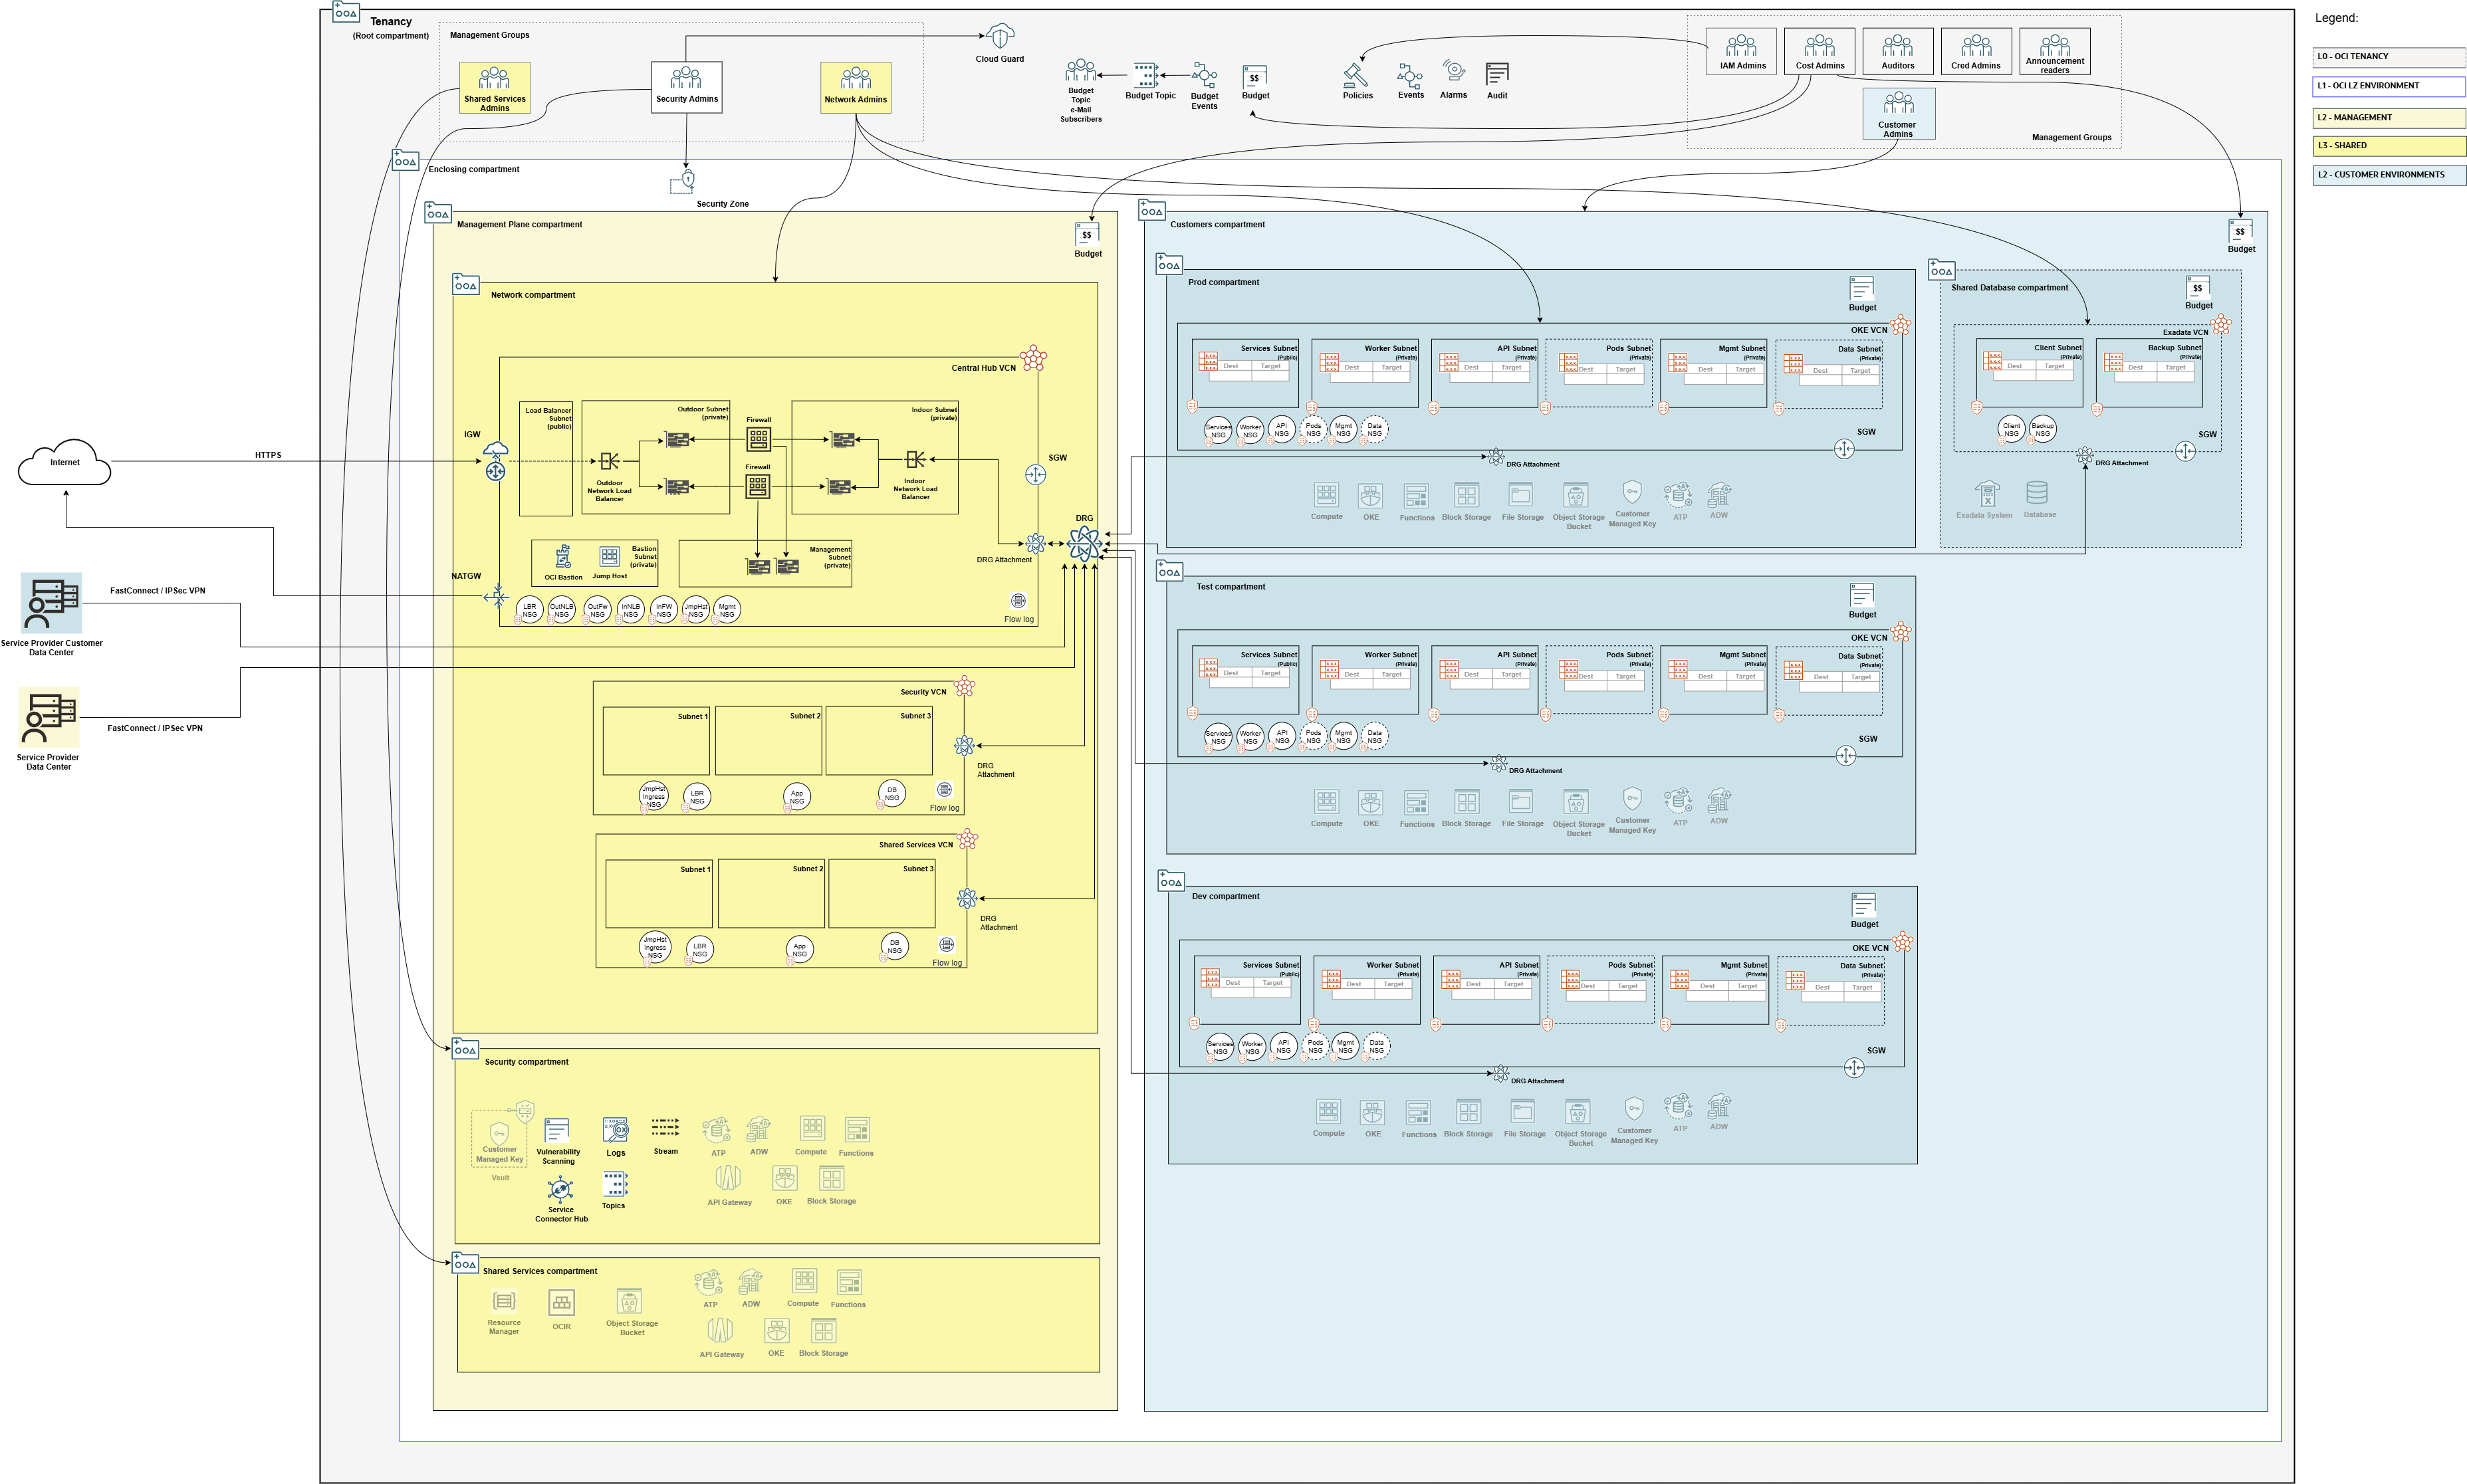 Legend:
L0 - OCI TENANCY
L1 - OCI LZ ENVIRONMENT
L2 - MANAGEMENT
L3 - SHARED
L2 - CUSTOMER ENVIRONMENTS
Tenancy
(Root compartment)
Management Groups
Shared Services
Admins
Security Admins
Network Admins
Cloud Guard
Budget
Topic
e-Mail
Subscribers
Budget Topic
Budget
Events
$$
Budget
Policies
Events
Alarms
Audit
IAM Admins
Cost Admins
Auditors
Cred Admins
Announcement
readers
Customer
Admins
Management Groups
Enclosing compartment
Security Zone
Internet
HTTPS
FastConnect / IPSec VPN
Service Provider Customer
Data Center
FastConnect / IPSec VPN
Service Provider
Data Center
Management Plane compartment
$$
Budget
Network compartment
Central Hub VCN
IGW
Load Balancer
Subnet
(public)
Outdoor Subnet
(private)
Outdoor
Network Load
Balancer
Firewall
Firewall
Indoor Subnet
(private)
Indoor
Network Load
Balancer
SGW
DRG
DRG Attachment
Bastion
Subnet
(private)
OCI Bastion
Jump Host
Management
Subnet
(private)
NATGW
LBR
NSG
OutNLB
NSG
OutFw
NSG
InNLB
NSG
InFW
NSG
JmpHst
NSG
Mgmt
NSG
Flow log
Security VCN
Subnet 1
Subnet 2
Subnet 3
DRG
Attachment
JmpHst
Ingress
NSG
LBR
NSG
App
NSG
DB
NSG
Flow log
Shared Services VCN
Subnet 1
Subnet 2
Subnet 3
DRG
Attachment
JmpHst
Ingress
NSG
LBR
NSG
App
NSG
DB
NSG
Flow log
Security compartment
Customer
Managed Key
Vault
Vulnerability
Scanning
Logs
Stream
ATP
ADW
Compute
Functions
Service
Connector Hub
Topics
API Gateway
OKE
Block Storage
Shared Services compartment
Resource
Manager
OCIR
Object Storage
Bucket
ATP
ADW
Compute
Functions
API Gateway
OKE
Block Storage
Customers compartment
$$
Budget
Prod compartment
Budget
OKE VCN
Services Subnet
(Public)
Dest Target
Worker Subnet
(Private)
Dest Target
API Subnet
(Private)
Dest Target
Pods Subnet
(Private)
Dest Target
Mgmt Subnet
(Private)
Dest Target
Data Subnet
(Private)
Dest Target
Services
NSG
Worker
NSG
API
NSG
Pods
NSG
Mgmt
NSG
Data
NSG
SGW
DRG Attachment
Compute
OKE
Functions
Block Storage
File Storage
Object Storage
Bucket
Customer
Managed Key
ATP
ADW
Shared Database compartment
$$
Budget
Exadata VCN
Client Subnet
(Private)
Dest Target
Backup Subnet
(Private)
Dest Target
Client
NSG
Backup
NSG
SGW
DRG Attachment
Exadata System
Database
Test compartment
Budget
OKE VCN
Services Subnet
(Public)
Dest Target
Worker Subnet
(Private)
Dest Target
API Subnet
(Private)
Dest Target
Pods Subnet
(Private)
Dest Target
Mgmt Subnet
(Private)
Dest Target
Data Subnet
(Private)
Dest Target
Services
NSG
Worker
NSG
API
NSG
Pods
NSG
Mgmt
NSG
Data
NSG
SGW
DRG Attachment
Compute
OKE
Functions
Block Storage
File Storage
Object Storage
Bucket
Customer
Managed Key
ATP
ADW
Dev compartment
Budget
OKE VCN
Services Subnet
(Public)
Dest Target
Worker Subnet
(Private)
Dest Target
API Subnet
(Private)
Dest Target
Pods Subnet
(Private)
Dest Target
Mgmt Subnet
(Private)
Dest Target
Data Subnet
(Private)
Dest Target
Services
NSG
Worker
NSG
API
NSG
Pods
NSG
Mgmt
NSG
Data
NSG
SGW
DRG Attachment
Compute
OKE
Functions
Block Storage
File Storage
Object Storage
Bucket
Customer
Managed Key
ATP
ADW